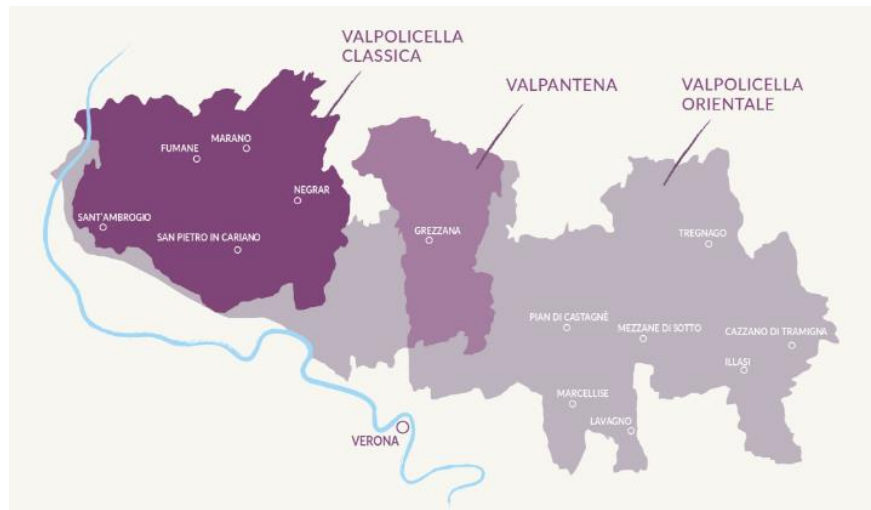 VALPOLICELLA
CLASSICA
VALPANTENA
VALPOLICELLA
ORIENTALE
MARANO
FUMANE
NEGRAR
SANT'AMBROGIO
SAN PIETRO IN CARIANO
GREZZANA
TREGNAGO
PIAN DI CASTAGNÈ
MEZZANE DI SOTTO
CAZZANO DI TRAMIGNA
ILLASI
MARCELLISE
LAVAGNO
VERONA